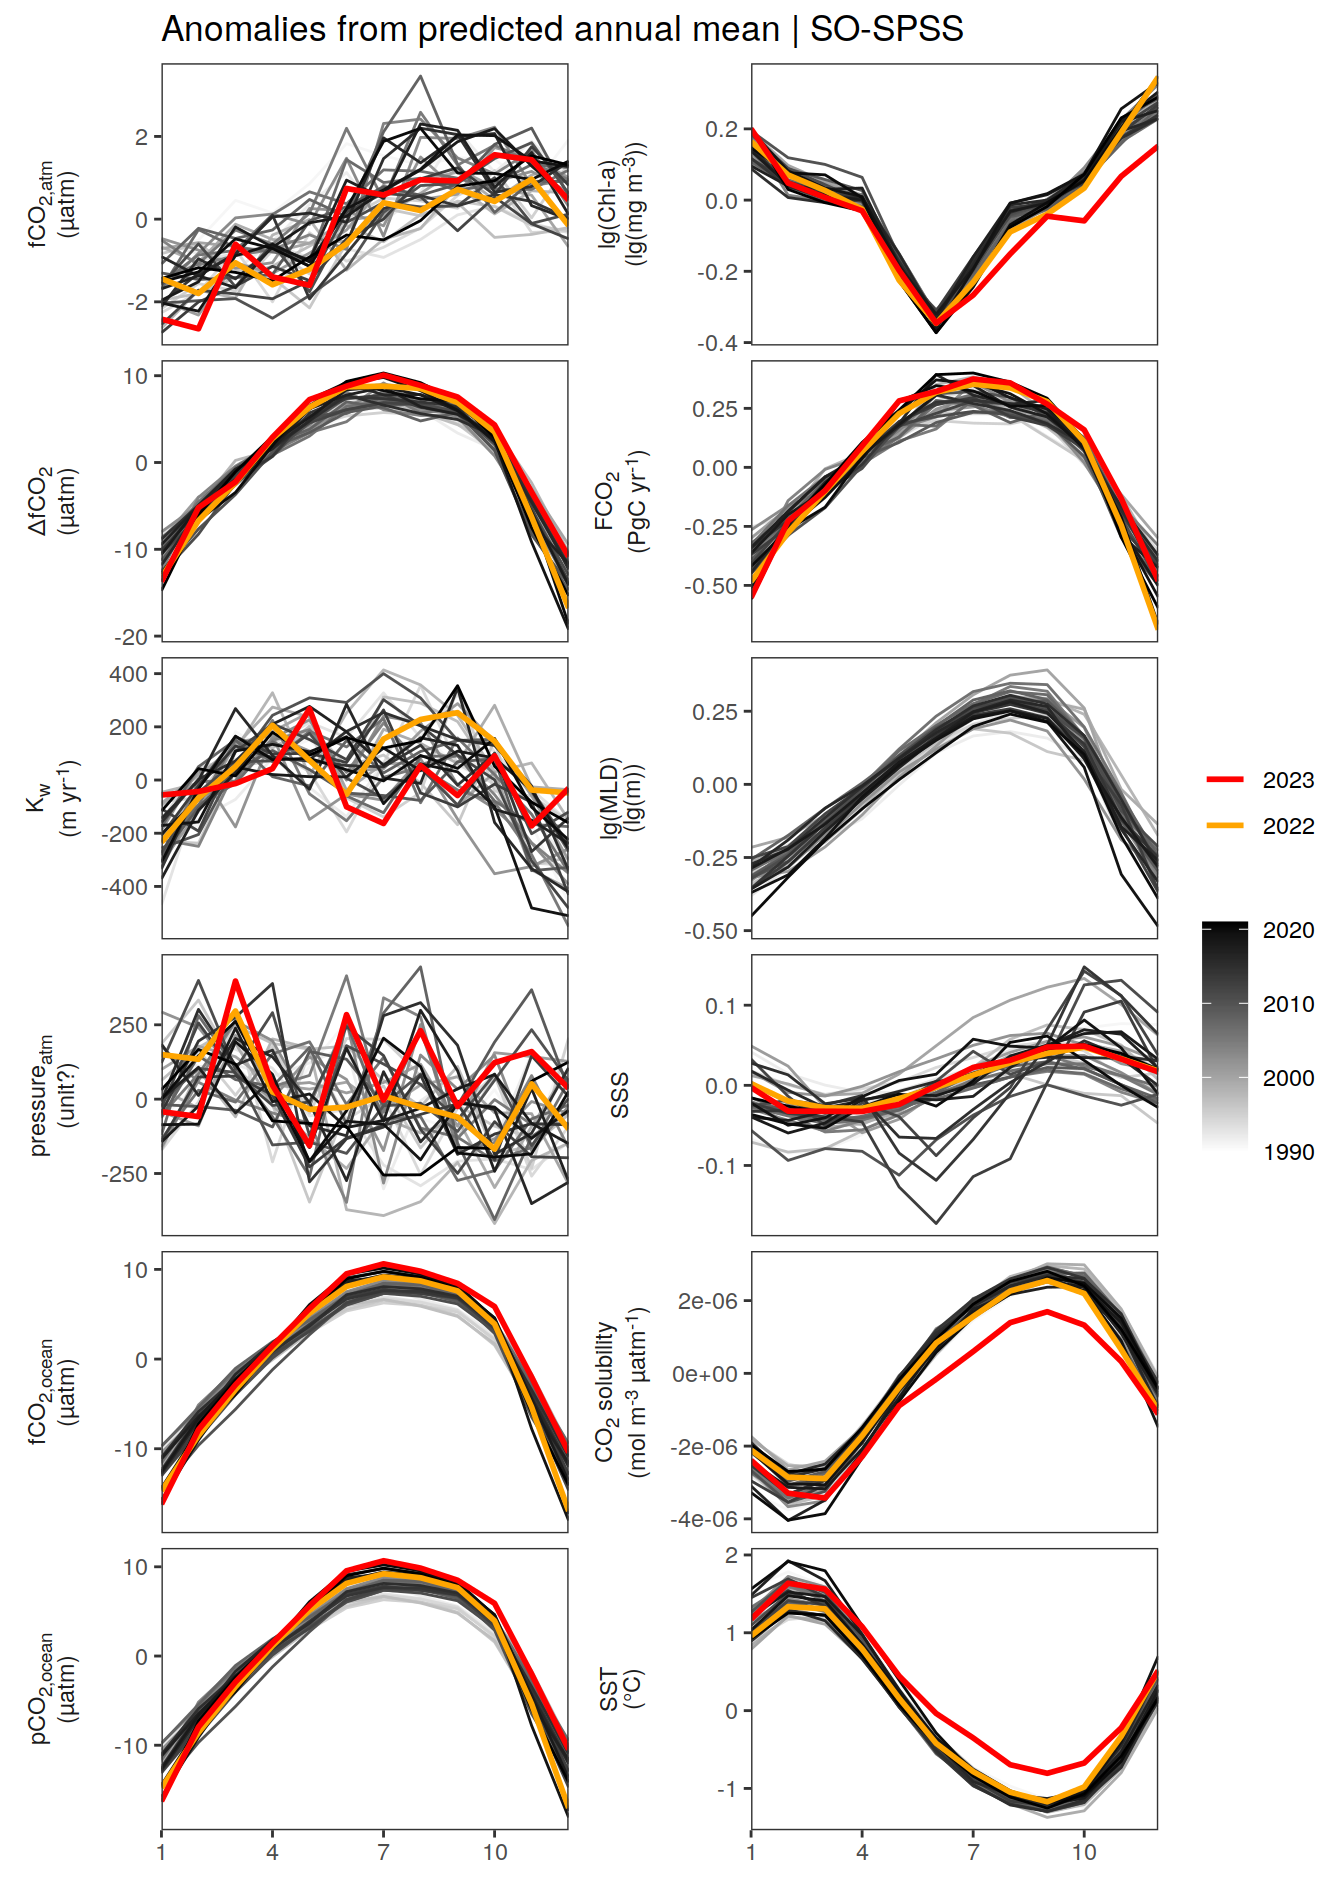 Anomalies from predicted annual mean | SO-SPSS
fCO2,atm
(µatm)
2
0
-2
lg(Chl-a)
(lg(mg m-3))
0.2
0.0
-0.2
-0.4
ΔfCO2
(µatm)
10
0
-10
-20
FCO2
(PgC yr-1)
0.25
0.00
-0.25
-0.50
Kw
(m yr-1)
400
200
0
-200
-400
lg(MLD)
(lg(m))
0.25
0.00
-0.25
-0.50
pressureatm
(unit?)
250
0
-250
SSS
0.1
0.0
-0.1
fCO2,ocean
(µatm)
10
0
-10
CO2 solubility
(mol m-3 µatm-1)
2e-06
0e+00
-2e-06
-4e-06
pCO2,ocean
(µatm)
10
0
-10
SST
(°C)
2
1
0
-1
1 4 7 10
1 4 7 10
2023
2022
2020
2010
2000
1990